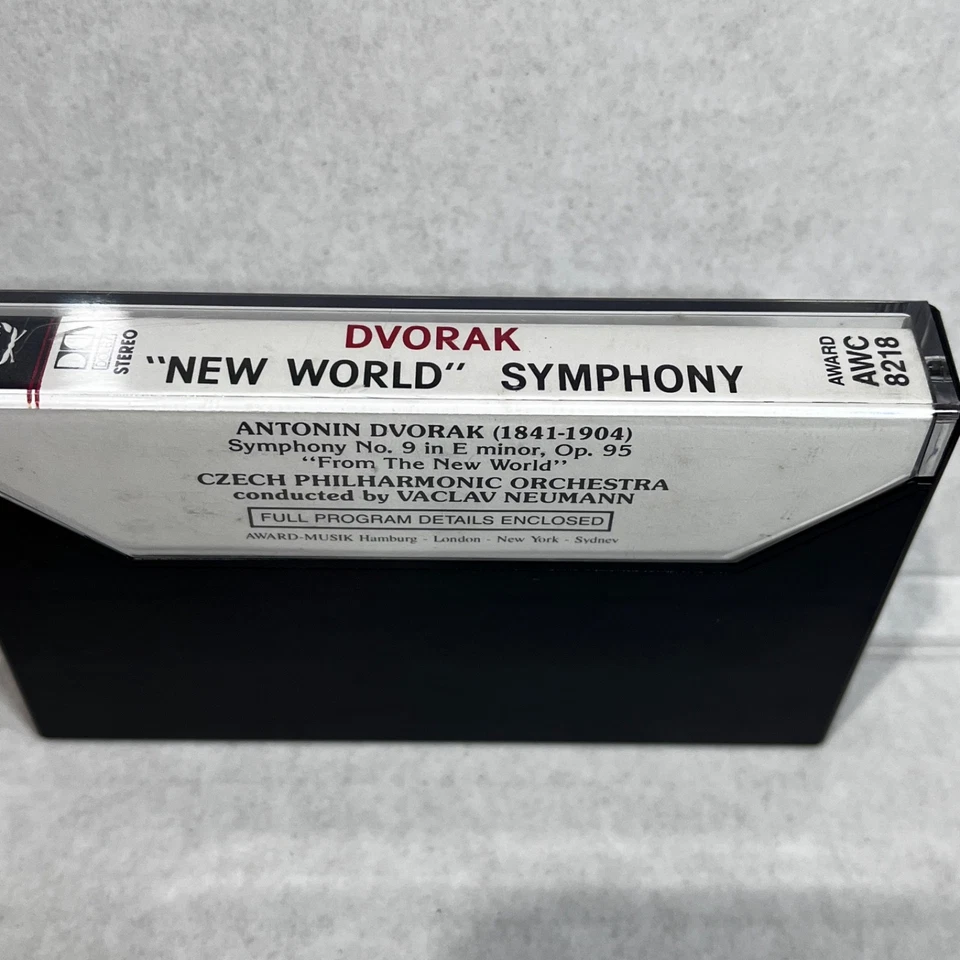 DVORAK
"NEW WORLD" SYMPHONY
STEREO
AWARD
AWC
8218
ANTONIN DVORAK (1841-1904)
Symphony No. 9 in E minor, Op. 95
"From The New World"
CZECH PHILHARMONIC ORCHESTRA
conducted by VACLAV NEUMANN
FULL PROGRAM DETAILS ENCLOSED
AWARD-MUSIK Hamburg - London - New York - Sydney